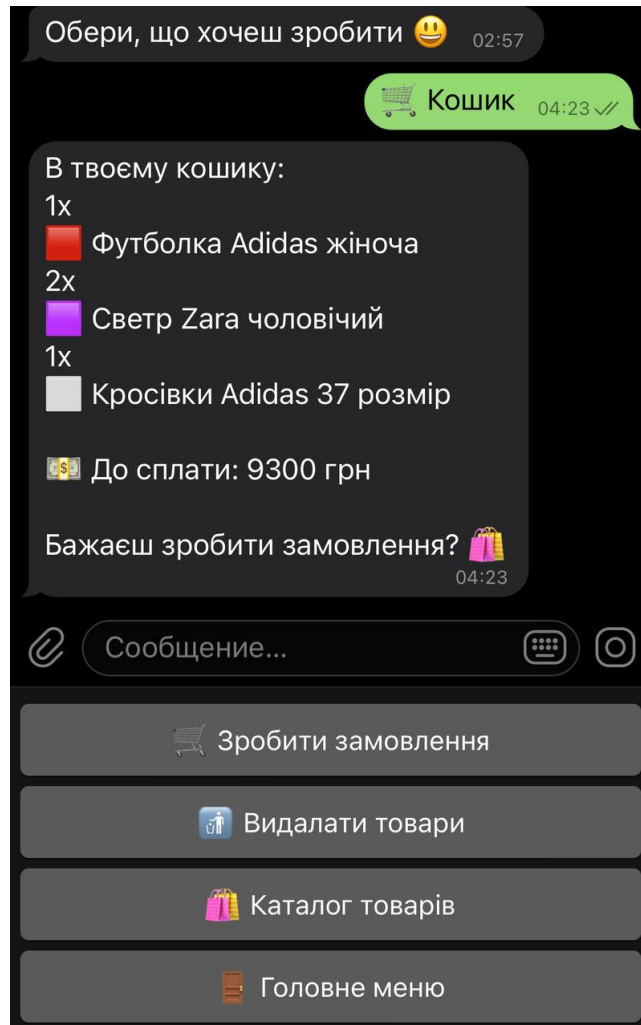 Обери, що хочеш зробити 😃 02:57
🛒 Кошик 04:23
В твоєму кошику:
1x
🟥 Футболка Adidas жіноча
2x
🟪 Светр Zara чоловічий
1x
⬜ Кросівки Adidas 37 розмір
💵 До сплати: 9300 грн
Бажаєш зробити замовлення? 🛍️
04:23
Сообщение...
🛒 Зробити замовлення
🚮 Видалати товари
🛍️ Каталог товарів
🚪 Головне меню